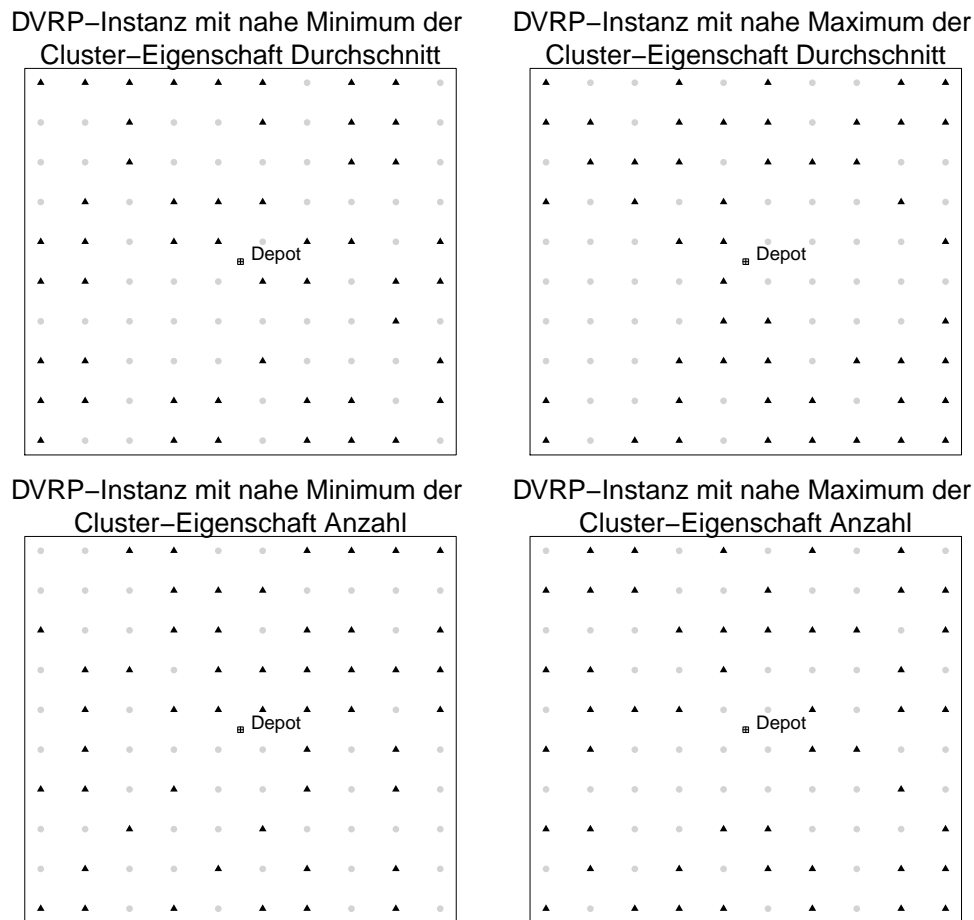 DVRP−Instanz mit nahe Minimum der
Cluster−Eigenschaft Durchschnitt
Depot
DVRP−Instanz mit nahe Maximum der
Cluster−Eigenschaft Durchschnitt
Depot
DVRP−Instanz mit nahe Minimum der
Cluster−Eigenschaft Anzahl
Depot
DVRP−Instanz mit nahe Maximum der
Cluster−Eigenschaft Anzahl
Depot